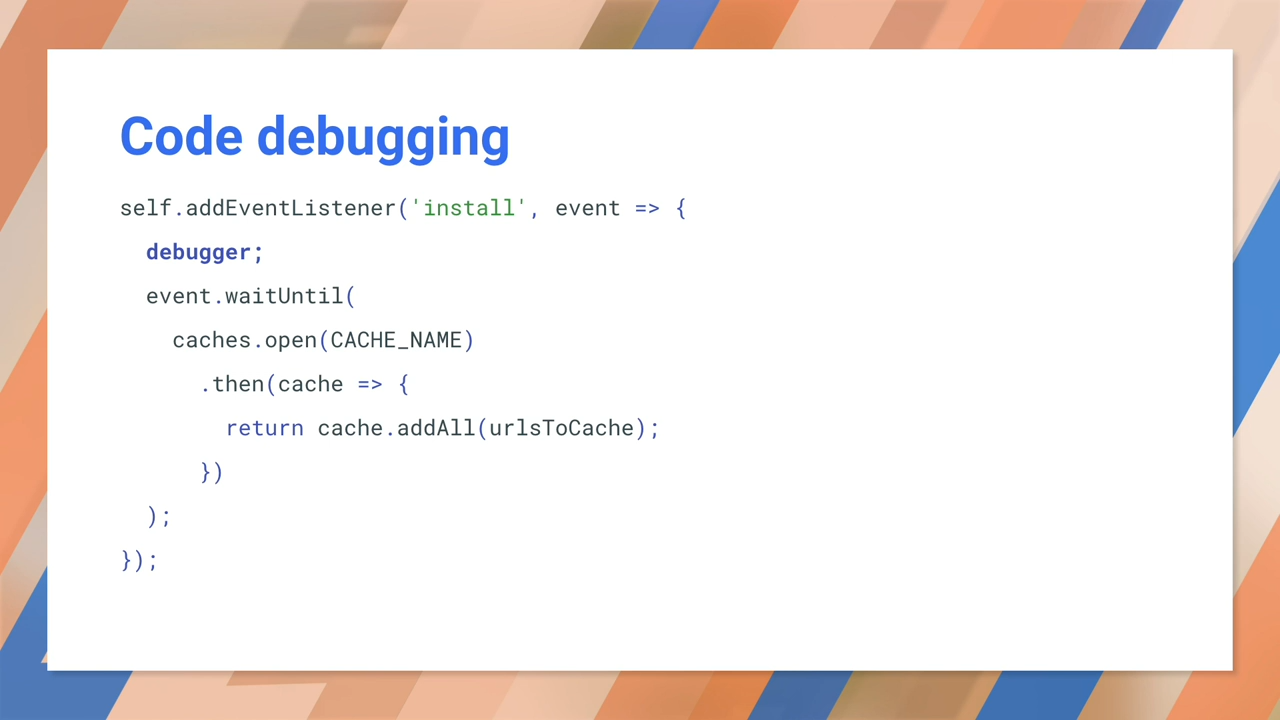 Code debugging
self.addEventListener('install', event => {
debugger;
event.waitUntil(
caches.open(CACHE_NAME)
.then(cache => {
return cache.addAll(urlsToCache);
})
);
});